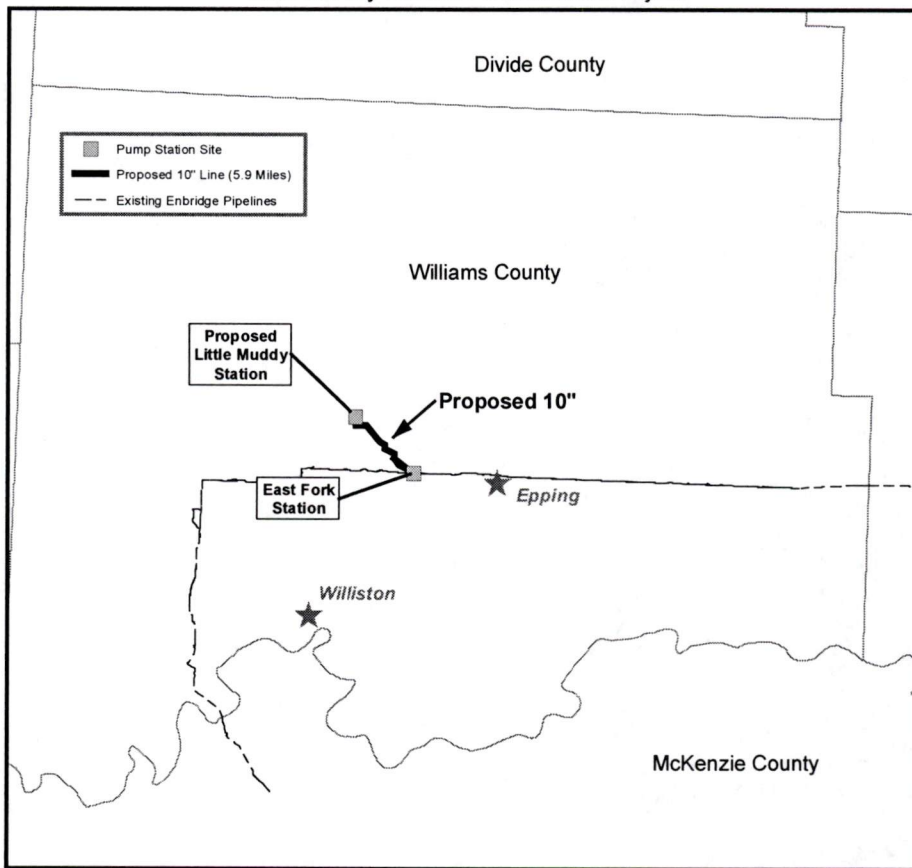 Divide County
Pump Station Site
Proposed 10" Line (5.9 Miles)
Existing Enbridge Pipelines
Williams County
Proposed
Little Muddy
Station
Proposed 10"
East Fork
Station
Epping
Williston
McKenzie County